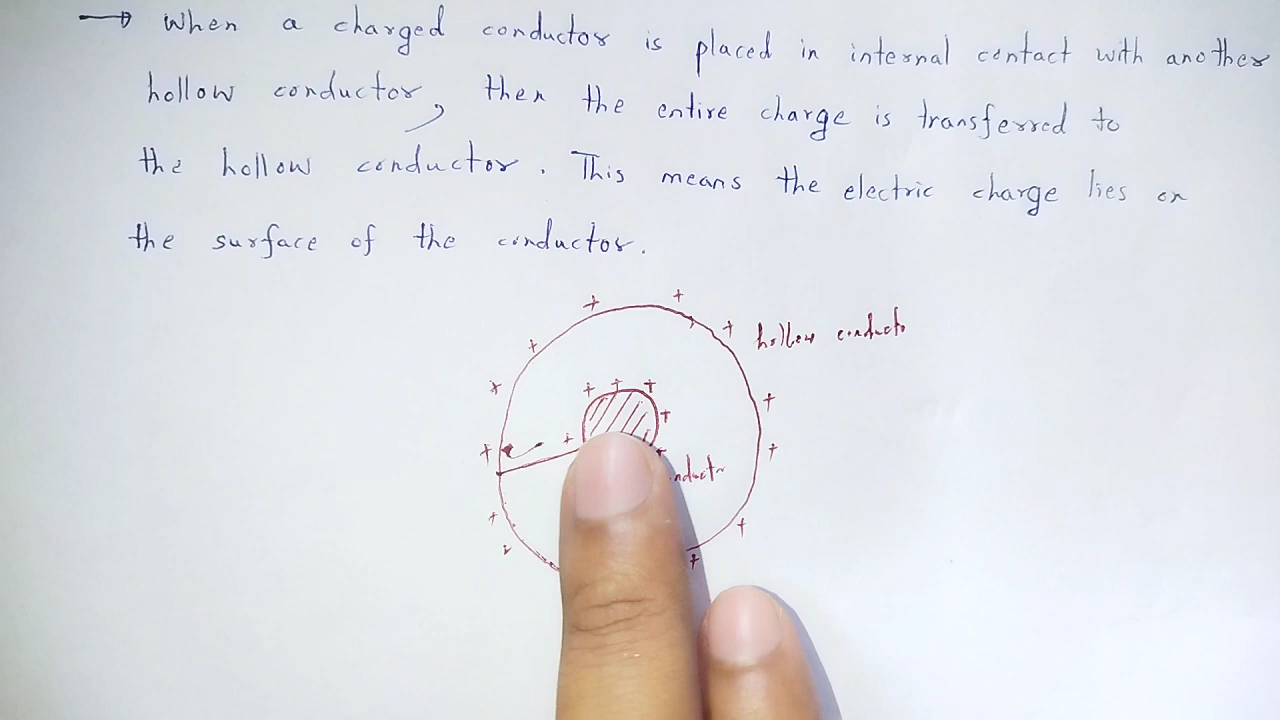 → When a charged conductor is placed in internal contact with another
hollow conductor, then the entire charge is transferred to
the hollow conductor. This means the electric charge lies on
the surface of the conductor.
hollow conducto
nductr